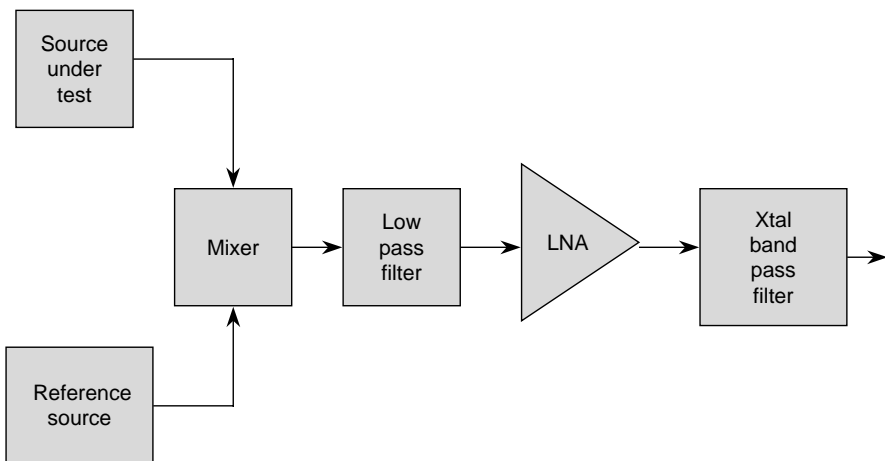 Source
under
test
Mixer
Low
pass
filter
LNA
Xtal
band
pass
filter
Reference
source